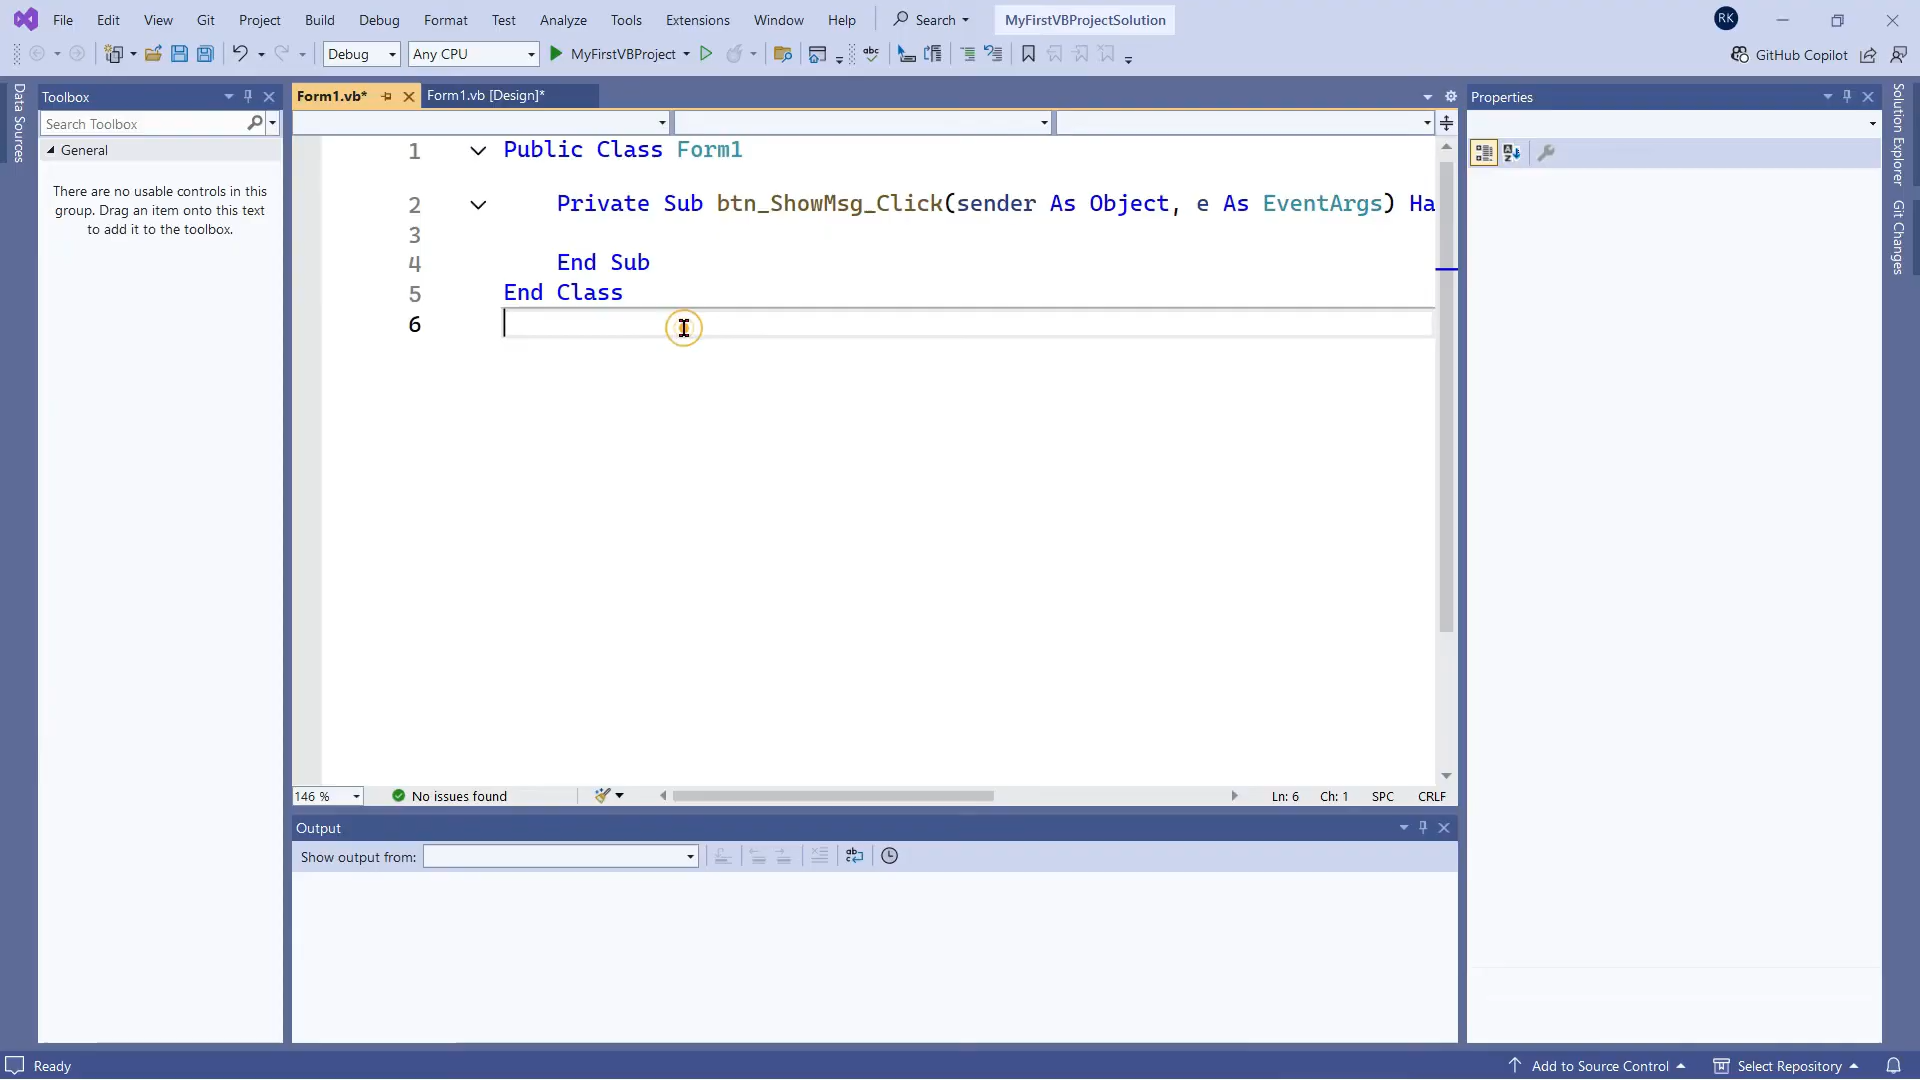 File Edit View Git Project Build Debug Format Test Analyze Tools Extensions Window Help Search MyFirstVBProjectSolution RK
Debug Any CPU MyFirstVBProject GitHub Copilot
Data Sources
Toolbox
Search Toolbox
General
There are no usable controls in this
group. Drag an item onto this text
to add it to the toolbox.
Form1.vb* Form1.vb [Design]*
1 Public Class Form1
2 Private Sub btn_ShowMsg_Click(sender As Object, e As EventArgs) Ha
3
4 End Sub
5 End Class
6
146 % No issues found Ln: 6 Ch: 1 SPC CRLF
Output
Show output from:
Properties
Solution Explorer
Git Changes
Ready Add to Source Control Select Repository